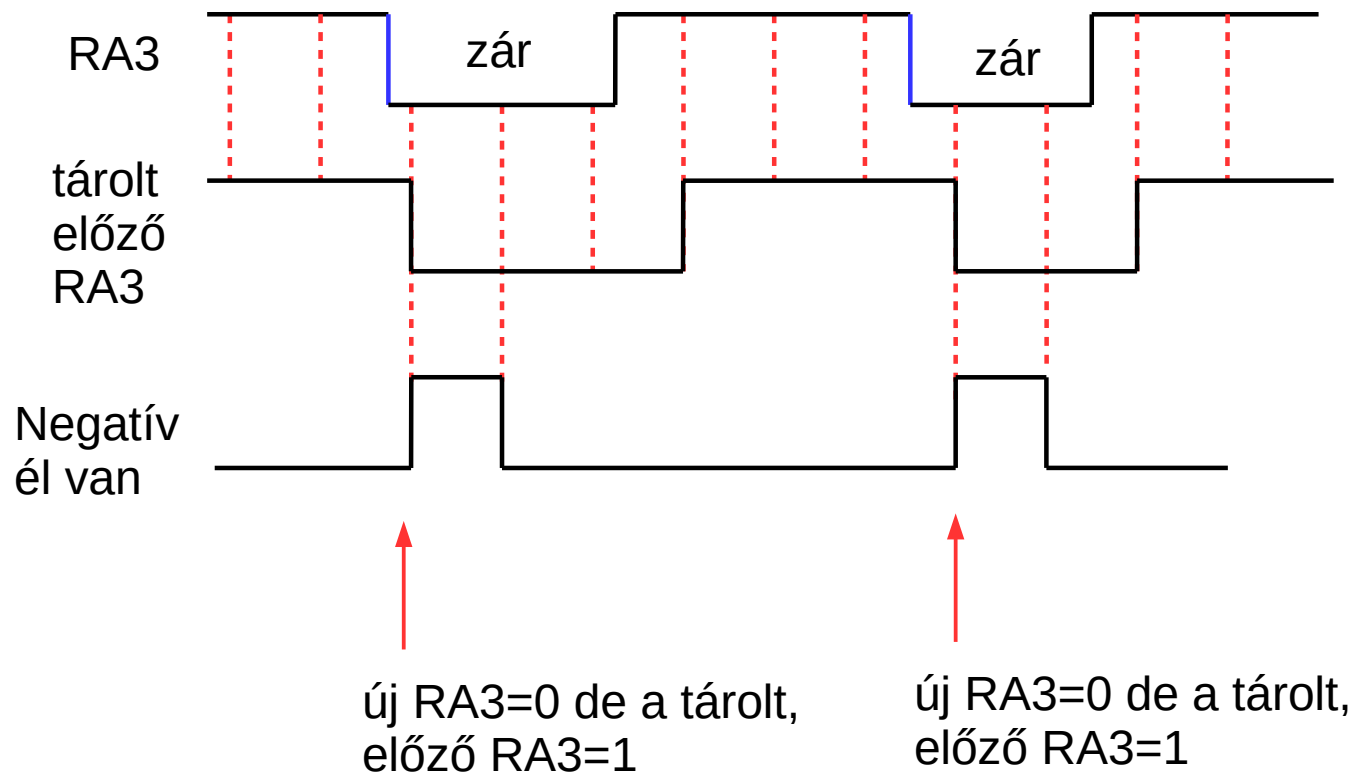 RA3
zár
zár
tárolt
előző
RA3
Negatív
él van
új RA3=0 de a tárolt,
előző RA3=1
új RA3=0 de a tárolt,
előző RA3=1